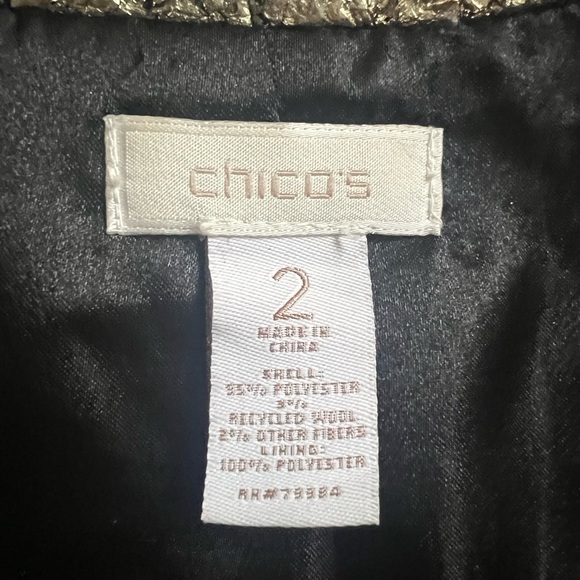 chico's
2
MADE IN
CHINA
SHELL:
95% POLYESTER
3%
RECYCLED WOOL
2% OTHER FIBERS
LINING:
100% POLYESTER
RN#79984